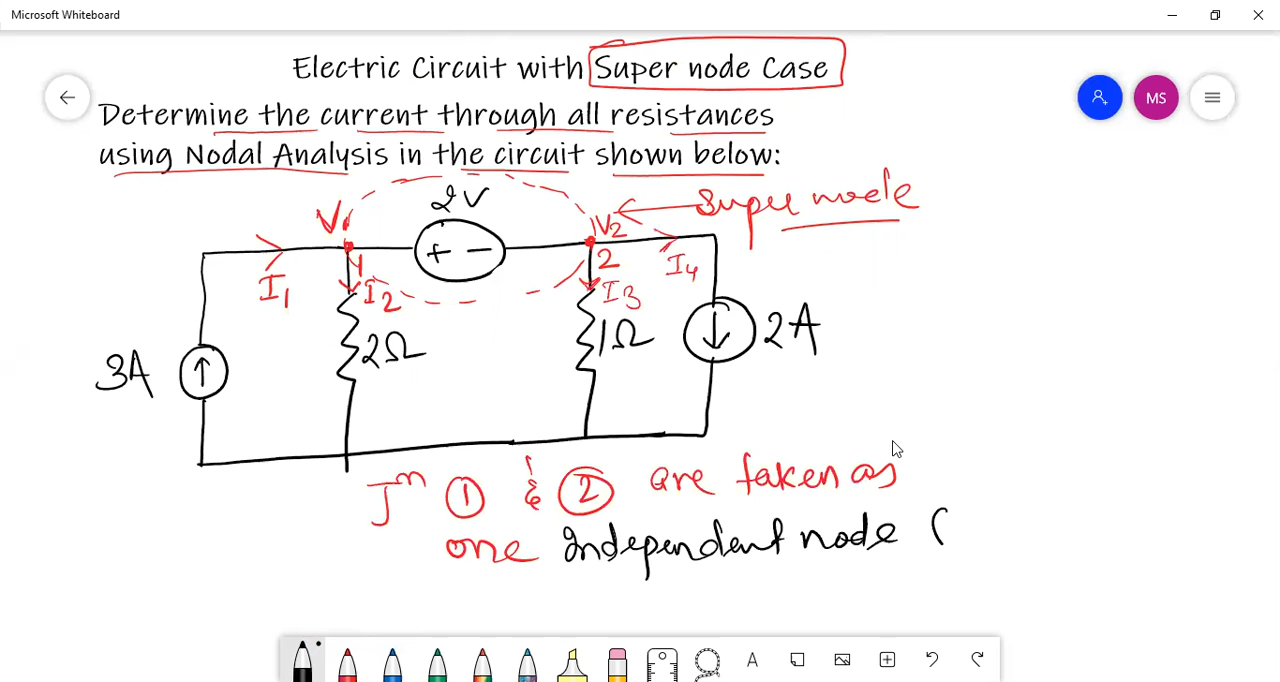 Microsoft Whiteboard
Electric Circuit with Super node Case
Determine the current through all resistances
using Nodal Analysis in the circuit shown below:
MS
2V
Super node
V1
V2
1
2
I1
I2
I3
I4
+ −
3A
2Ω
1Ω
2A
Jn ① & ② are taken as
one Independent node (
A